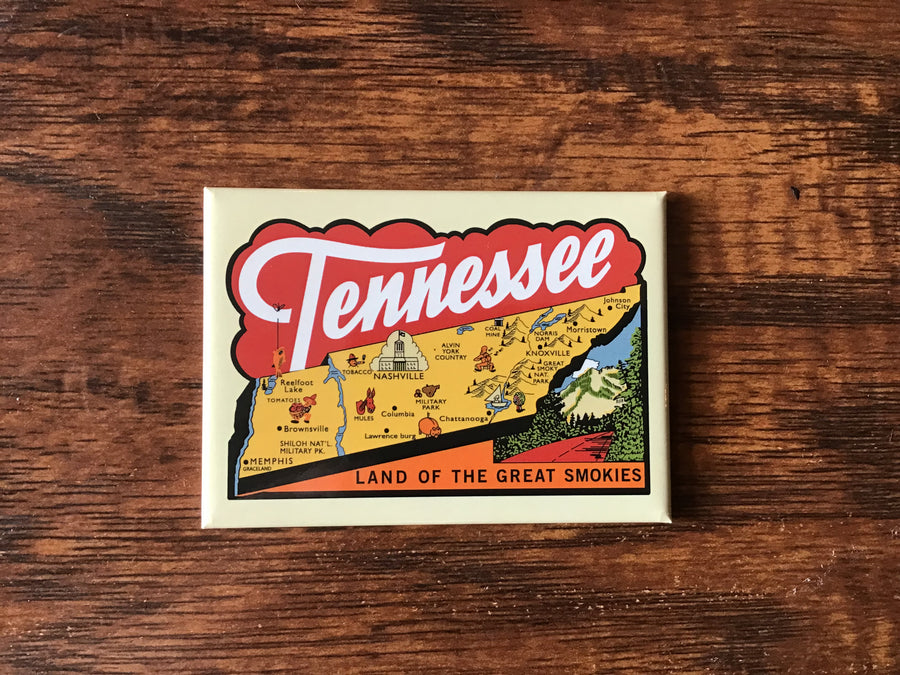 Tennessee
Johnson
City
COAL
MINE
NORRIS
DAM
Morristown
ALVIN
YORK
COUNTRY
KNOXVILLE
TOBACCO
NASHVILLE
GREAT
SMOKY
NAT.
PARK
Reelfoot
Lake
TOMATOES
MULES
Columbia
MILITARY
PARK
Chattanooga
Brownsville
Lawrence burg
SHILOH NAT'L.
MILITARY PK.
MEMPHIS
GRACELAND
LAND OF THE GREAT SMOKIES